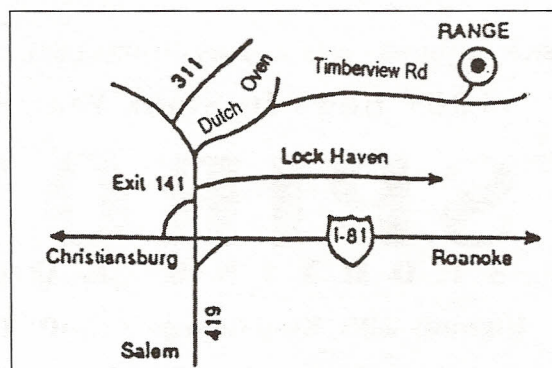 RANGE
311
Dutch Oven
Timberview Rd
Lock Haven
Exit 141
I-81
Christiansburg
Roanoke
419
Salem